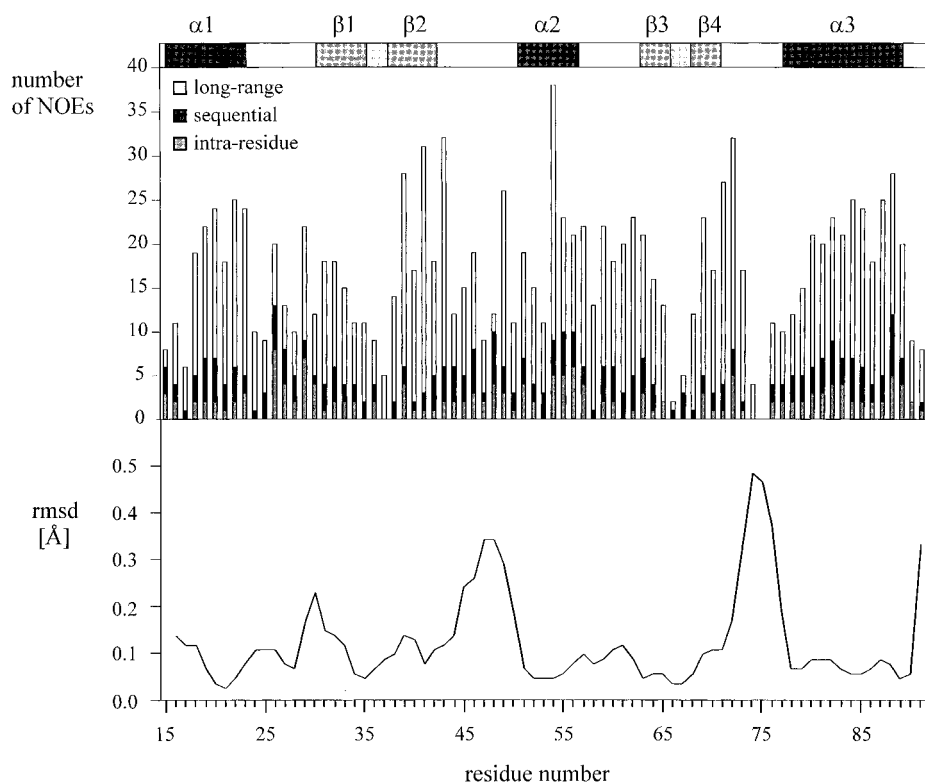 α1 β1 β2 α2 β3 β4 α3
number
of NOEs
40
long-range
35
sequential
30
intra-residue
25
20
15
10
5
0
rmsd
[Å]
0.5
0.4
0.3
0.2
0.1
0.0
15 25 35 45 55 65 75 85
residue number